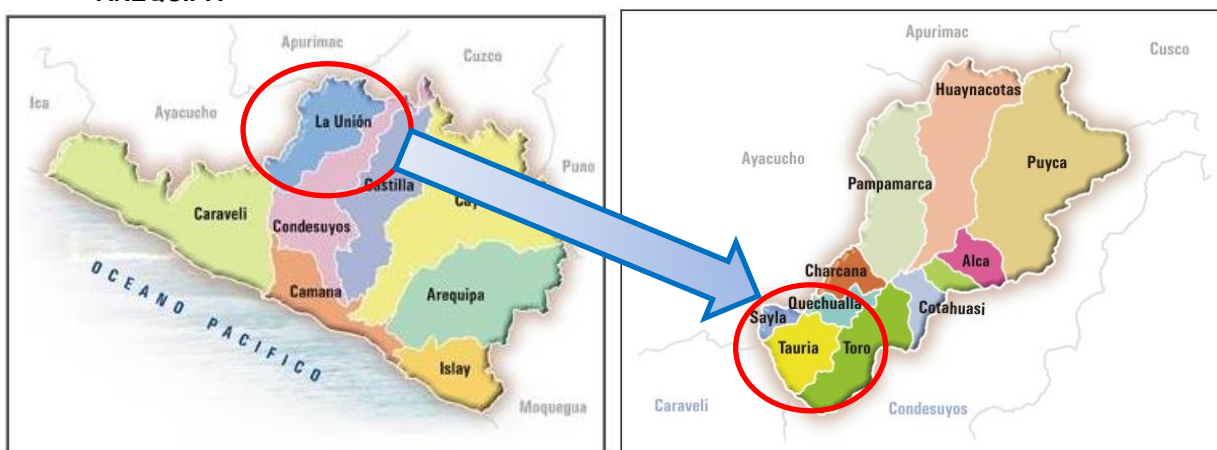 Apurimac
Cuzco
Ica
Ayacucho
La Unión
Puno
Castilla
Caraveli
Condesuyos
Camana
Arequipa
OCEANO PACIFICO
Islay
Moquegua
Apurimac
Cusco
Huaynacotas
Ayacucho
Puyca
Pampamarca
Alca
Charcana
Quechualla
Cotahuasi
Sayla
Tauria
Toro
Caraveli
Condesuyos